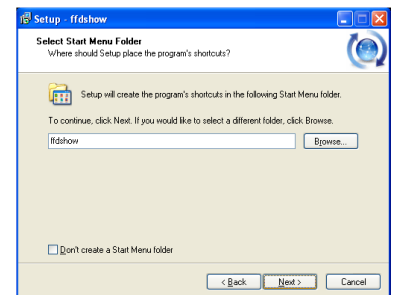 Setup - ffdshow
Select Start Menu Folder
Where should Setup place the program's shortcuts?
Setup will create the program's shortcuts in the following Start Menu folder.
To continue, click Next. If you would like to select a different folder, click Browse.
ffdshow
Browse...
Don't create a Start Menu folder
< Back
Next >
Cancel